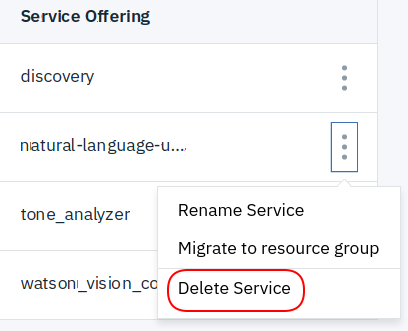 Service Offering
discovery
natural-language-u...
tone_analyzer
Rename Service
Migrate to resource group
watson_vision_co
Delete Service